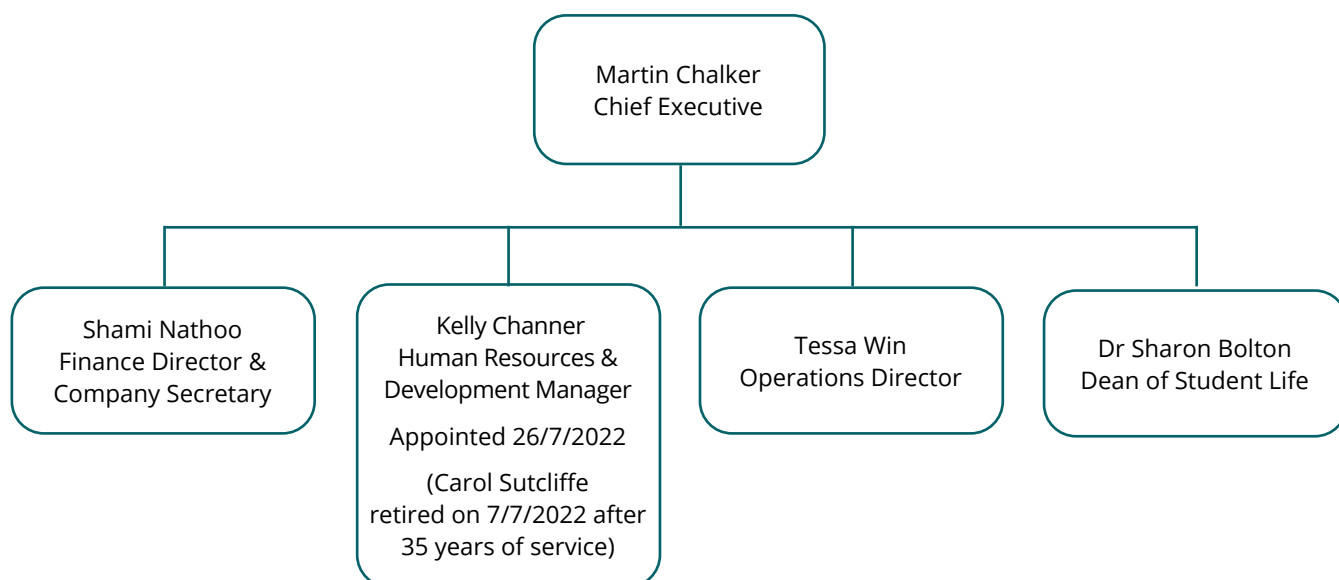 Martin Chalker
Chief Executive
Shami Nathoo
Finance Director &
Company Secretary
Kelly Channer
Human Resources &
Development Manager
Appointed 26/7/2022
(Carol Sutcliffe
retired on 7/7/2022 after
35 years of service)
Tessa Win
Operations Director
Dr Sharon Bolton
Dean of Student Life